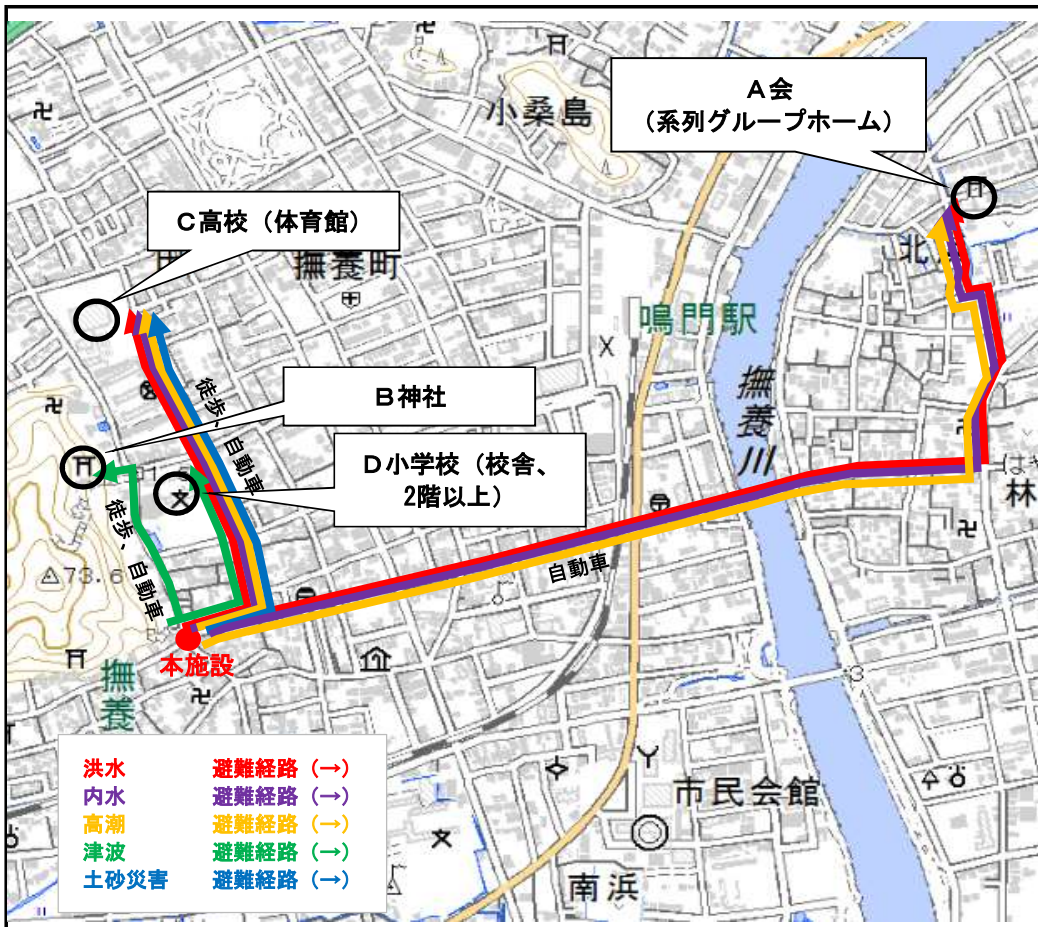 小桑島
A会
（系列グループホーム）
C高校（体育館）
撫養町
鳴門駅
北
B神社
撫養川
徒歩、自動車
D小学校（校舎、
2階以上）
林
徒歩、自動車
73.6
自動車
本施設
撫養
市民会館
南浜
洪水 避難経路（→）
内水 避難経路（→）
高潮 避難経路（→）
津波 避難経路（→）
土砂災害 避難経路（→）